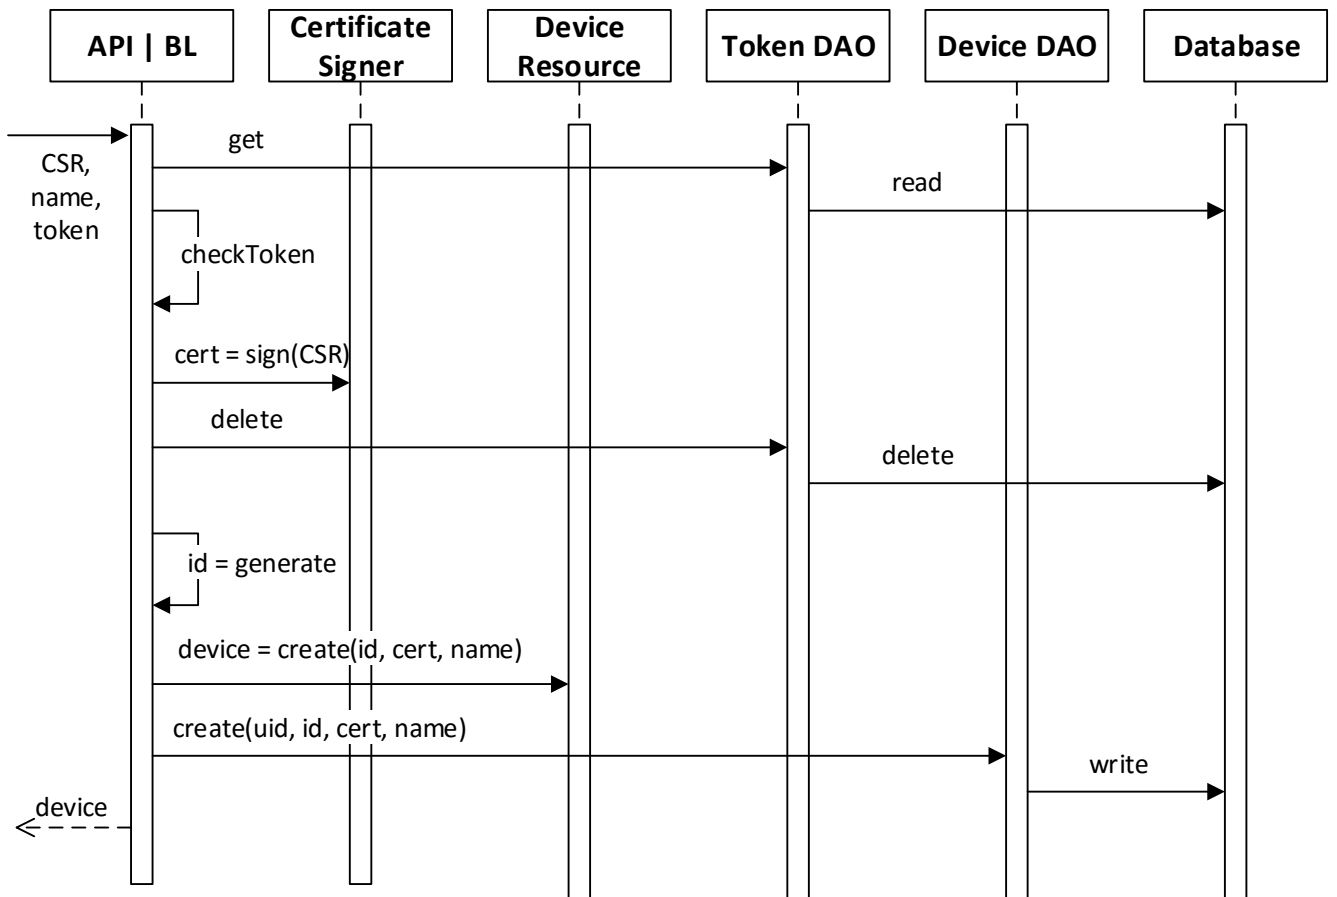 API | BL
Certificate
Signer
Device
Resource
Token DAO
Device DAO
Database
CSR,
name,
token
get
read
checkToken
cert = sign(CSR)
delete
delete
id = generate
device = create(id, cert, name)
create(uid, id, cert, name)
write
device